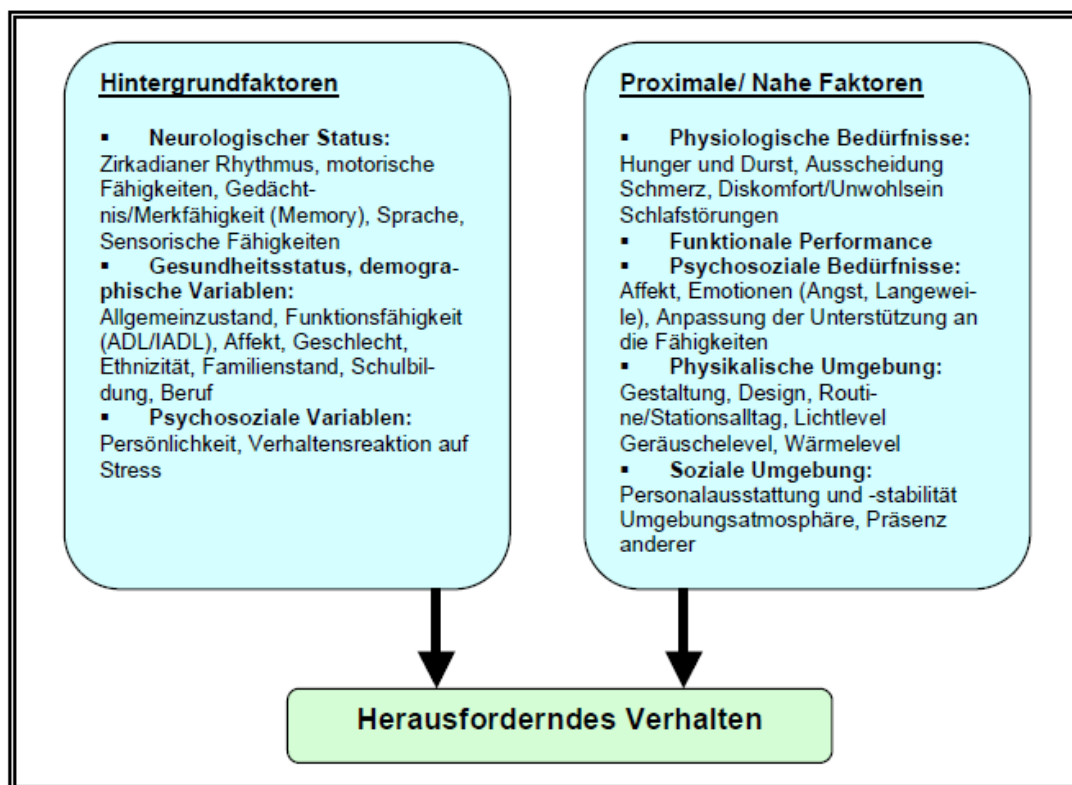 Hintergrundfaktoren
▪ Neurologischer Status:
Zirkadianer Rhythmus, motorische
Fähigkeiten, Gedächt-
nis/Merkfähigkeit (Memory), Sprache,
Sensorische Fähigkeiten
▪ Gesundheitsstatus, demogra-
phische Variablen:
Allgemeinzustand, Funktionsfähigkeit
(ADL/IADL), Affekt, Geschlecht,
Ethnizität, Familienstand, Schulbil-
dung, Beruf
▪ Psychosoziale Variablen:
Persönlichkeit, Verhaltensreaktion auf
Stress
Proximale/ Nahe Faktoren
▪ Physiologische Bedürfnisse:
Hunger und Durst, Ausscheidung
Schmerz, Diskomfort/Unwohlsein
Schlafstörungen
▪ Funktionale Performance
▪ Psychosoziale Bedürfnisse:
Affekt, Emotionen (Angst, Langewei-
le), Anpassung der Unterstützung an
die Fähigkeiten
▪ Physikalische Umgebung:
Gestaltung, Design, Routi-
ne/Stationsalltag, Lichtlevel
Geräuschelevel, Wärmelevel
▪ Soziale Umgebung:
Personalausstattung und -stabilität
Umgebungsatmosphäre, Präsenz
anderer
Herausforderndes Verhalten